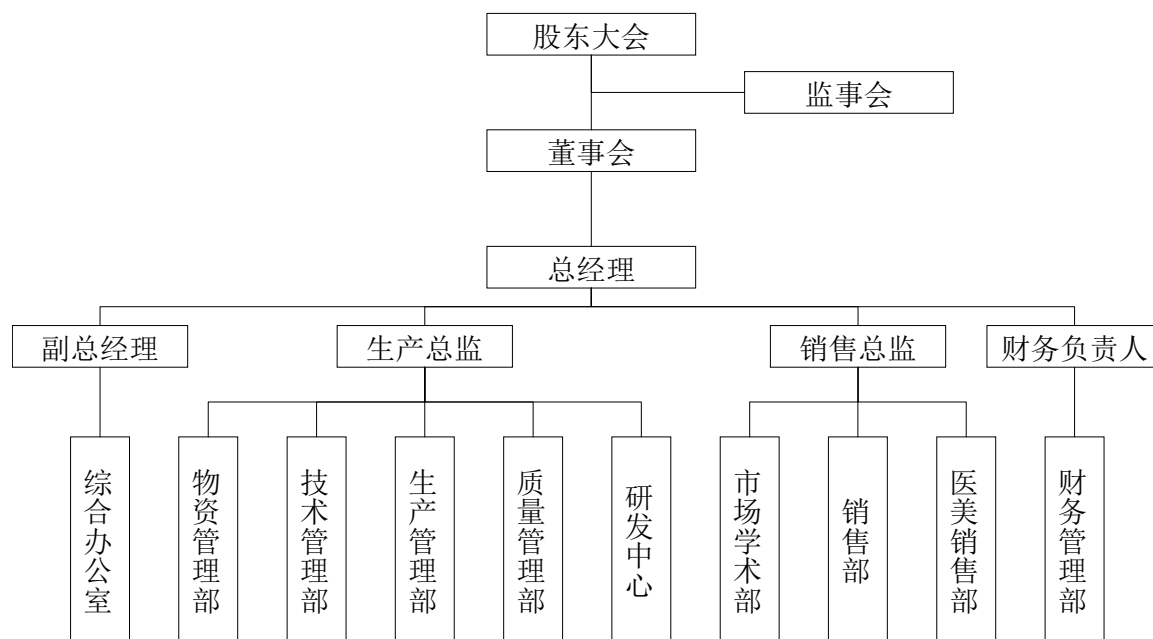 股东大会
监事会
董事会
总经理
副总经理
生产总监
销售总监
财务负责人
综合办公室
物资管理部
技术管理部
生产管理部
质量管理部
研发中心
市场学术部
销售部
医美销售部
财务管理部